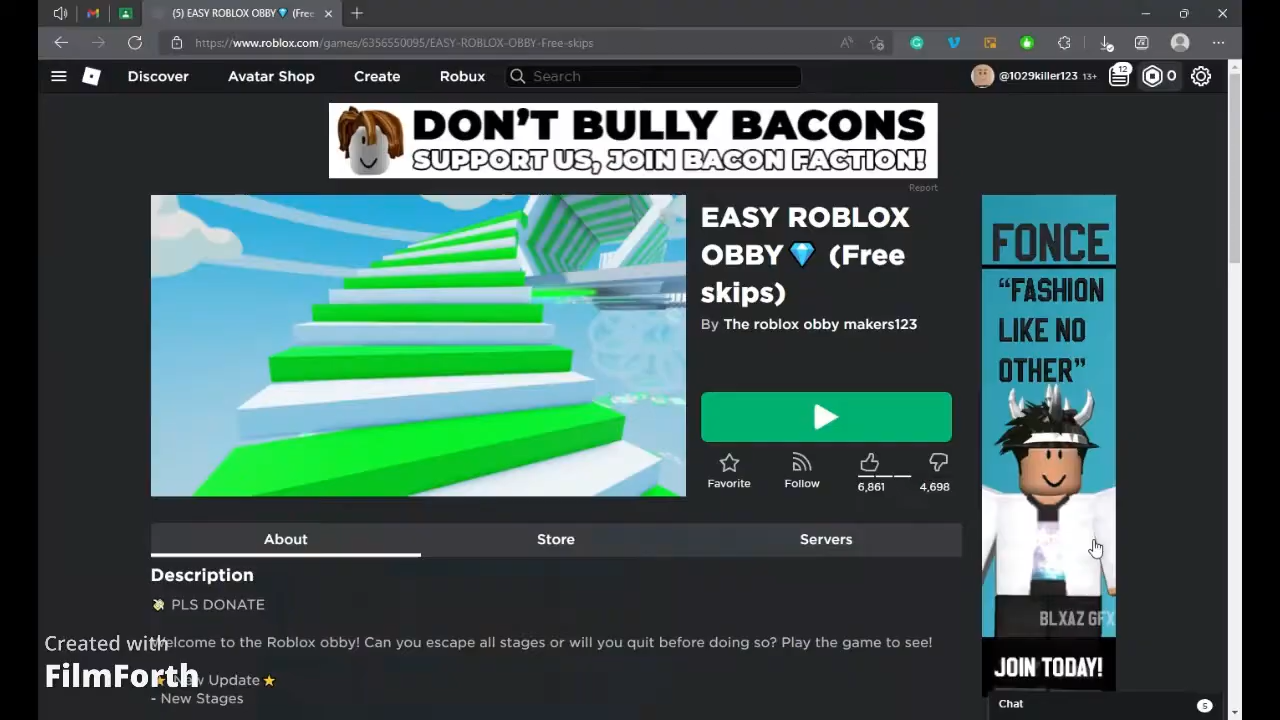 (5) EASY ROBLOX OBBY💎 (Free
https://www.roblox.com/games/6356550095/EASY-ROBLOX-OBBY-Free-skips
Discover
Avatar Shop
Create
Robux
Search
@1029killer123 13+
12
0
DON'T BULLY BACONS
SUPPORT US, JOIN BACON FACTION!
Report
EASY ROBLOX
OBBY💎 (Free
skips)
By The roblox obby makers123
Favorite
Follow
6,861
4,698
FONCE
"FASHION
LIKE NO
OTHER"
BLXAZ GFX
JOIN TODAY!
About
Store
Servers
Description
💸 PLS DONATE
elcome to the Roblox obby! Can you escape all stages or will you quit before doing so? Play the game to see!
Created with
FilmForth
Update⭐
- New Stages
Chat
5